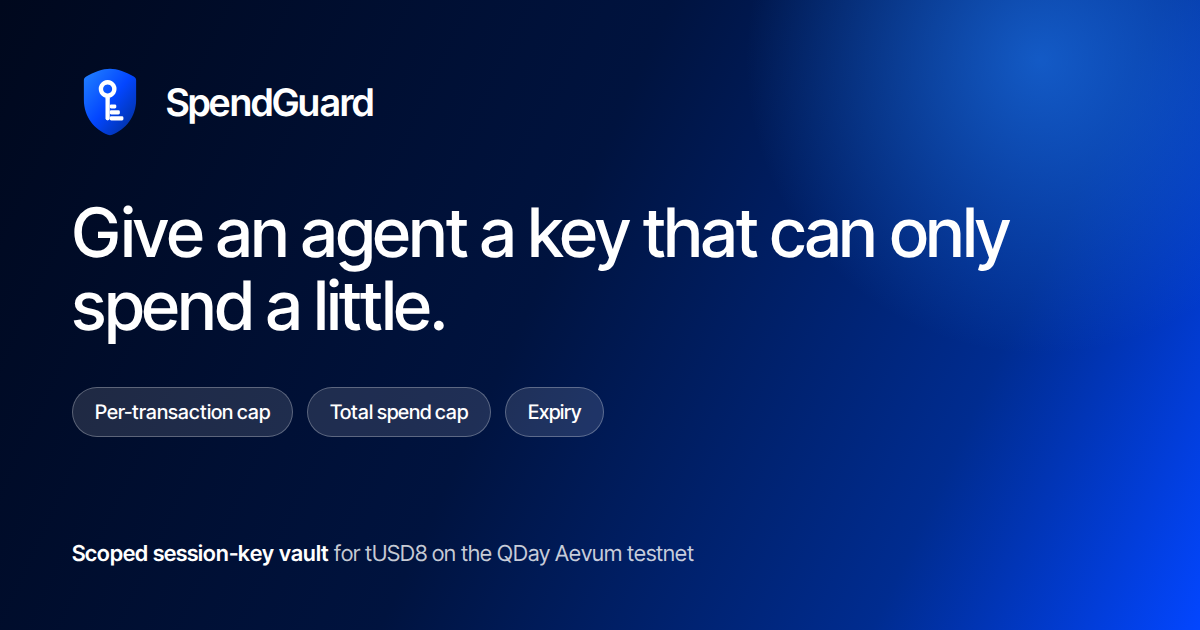 SpendGuard
Give an agent a key that can only
spend a little.
Per-transaction cap
Total spend cap
Expiry
Scoped session-key vault for tUSD8 on the QDay Aevum testnet